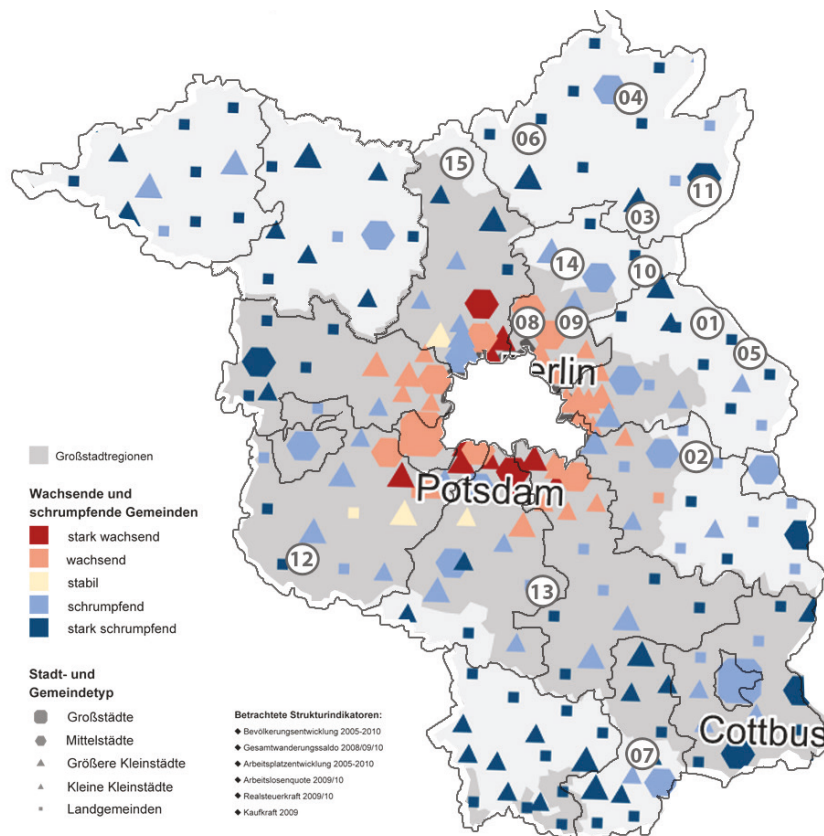 04
06
15
11
03
14
10
08
09
01
05
erlin
02
Potsdam
12
13
Cottbus
07
Großstadtregionen
Wachsende und
schrumpfende Gemeinden
stark wachsend
wachsend
stabil
schrumpfend
stark schrumpfend
Stadt- und
Gemeindetyp
Großstädte
Mittelstädte
Größere Kleinstädte
Kleine Kleinstädte
Landgemeinden
Betrachtete Strukturindikatoren:
Bevölkerungsentwicklung 2005-2010
Gesamtwanderungssaldo 2008/09/10
Arbeitsplatzentwicklung 2005-2010
Arbeitslosenquote 2009/10
Realsteuerkraft 2009/10
Kaufkraft 2009